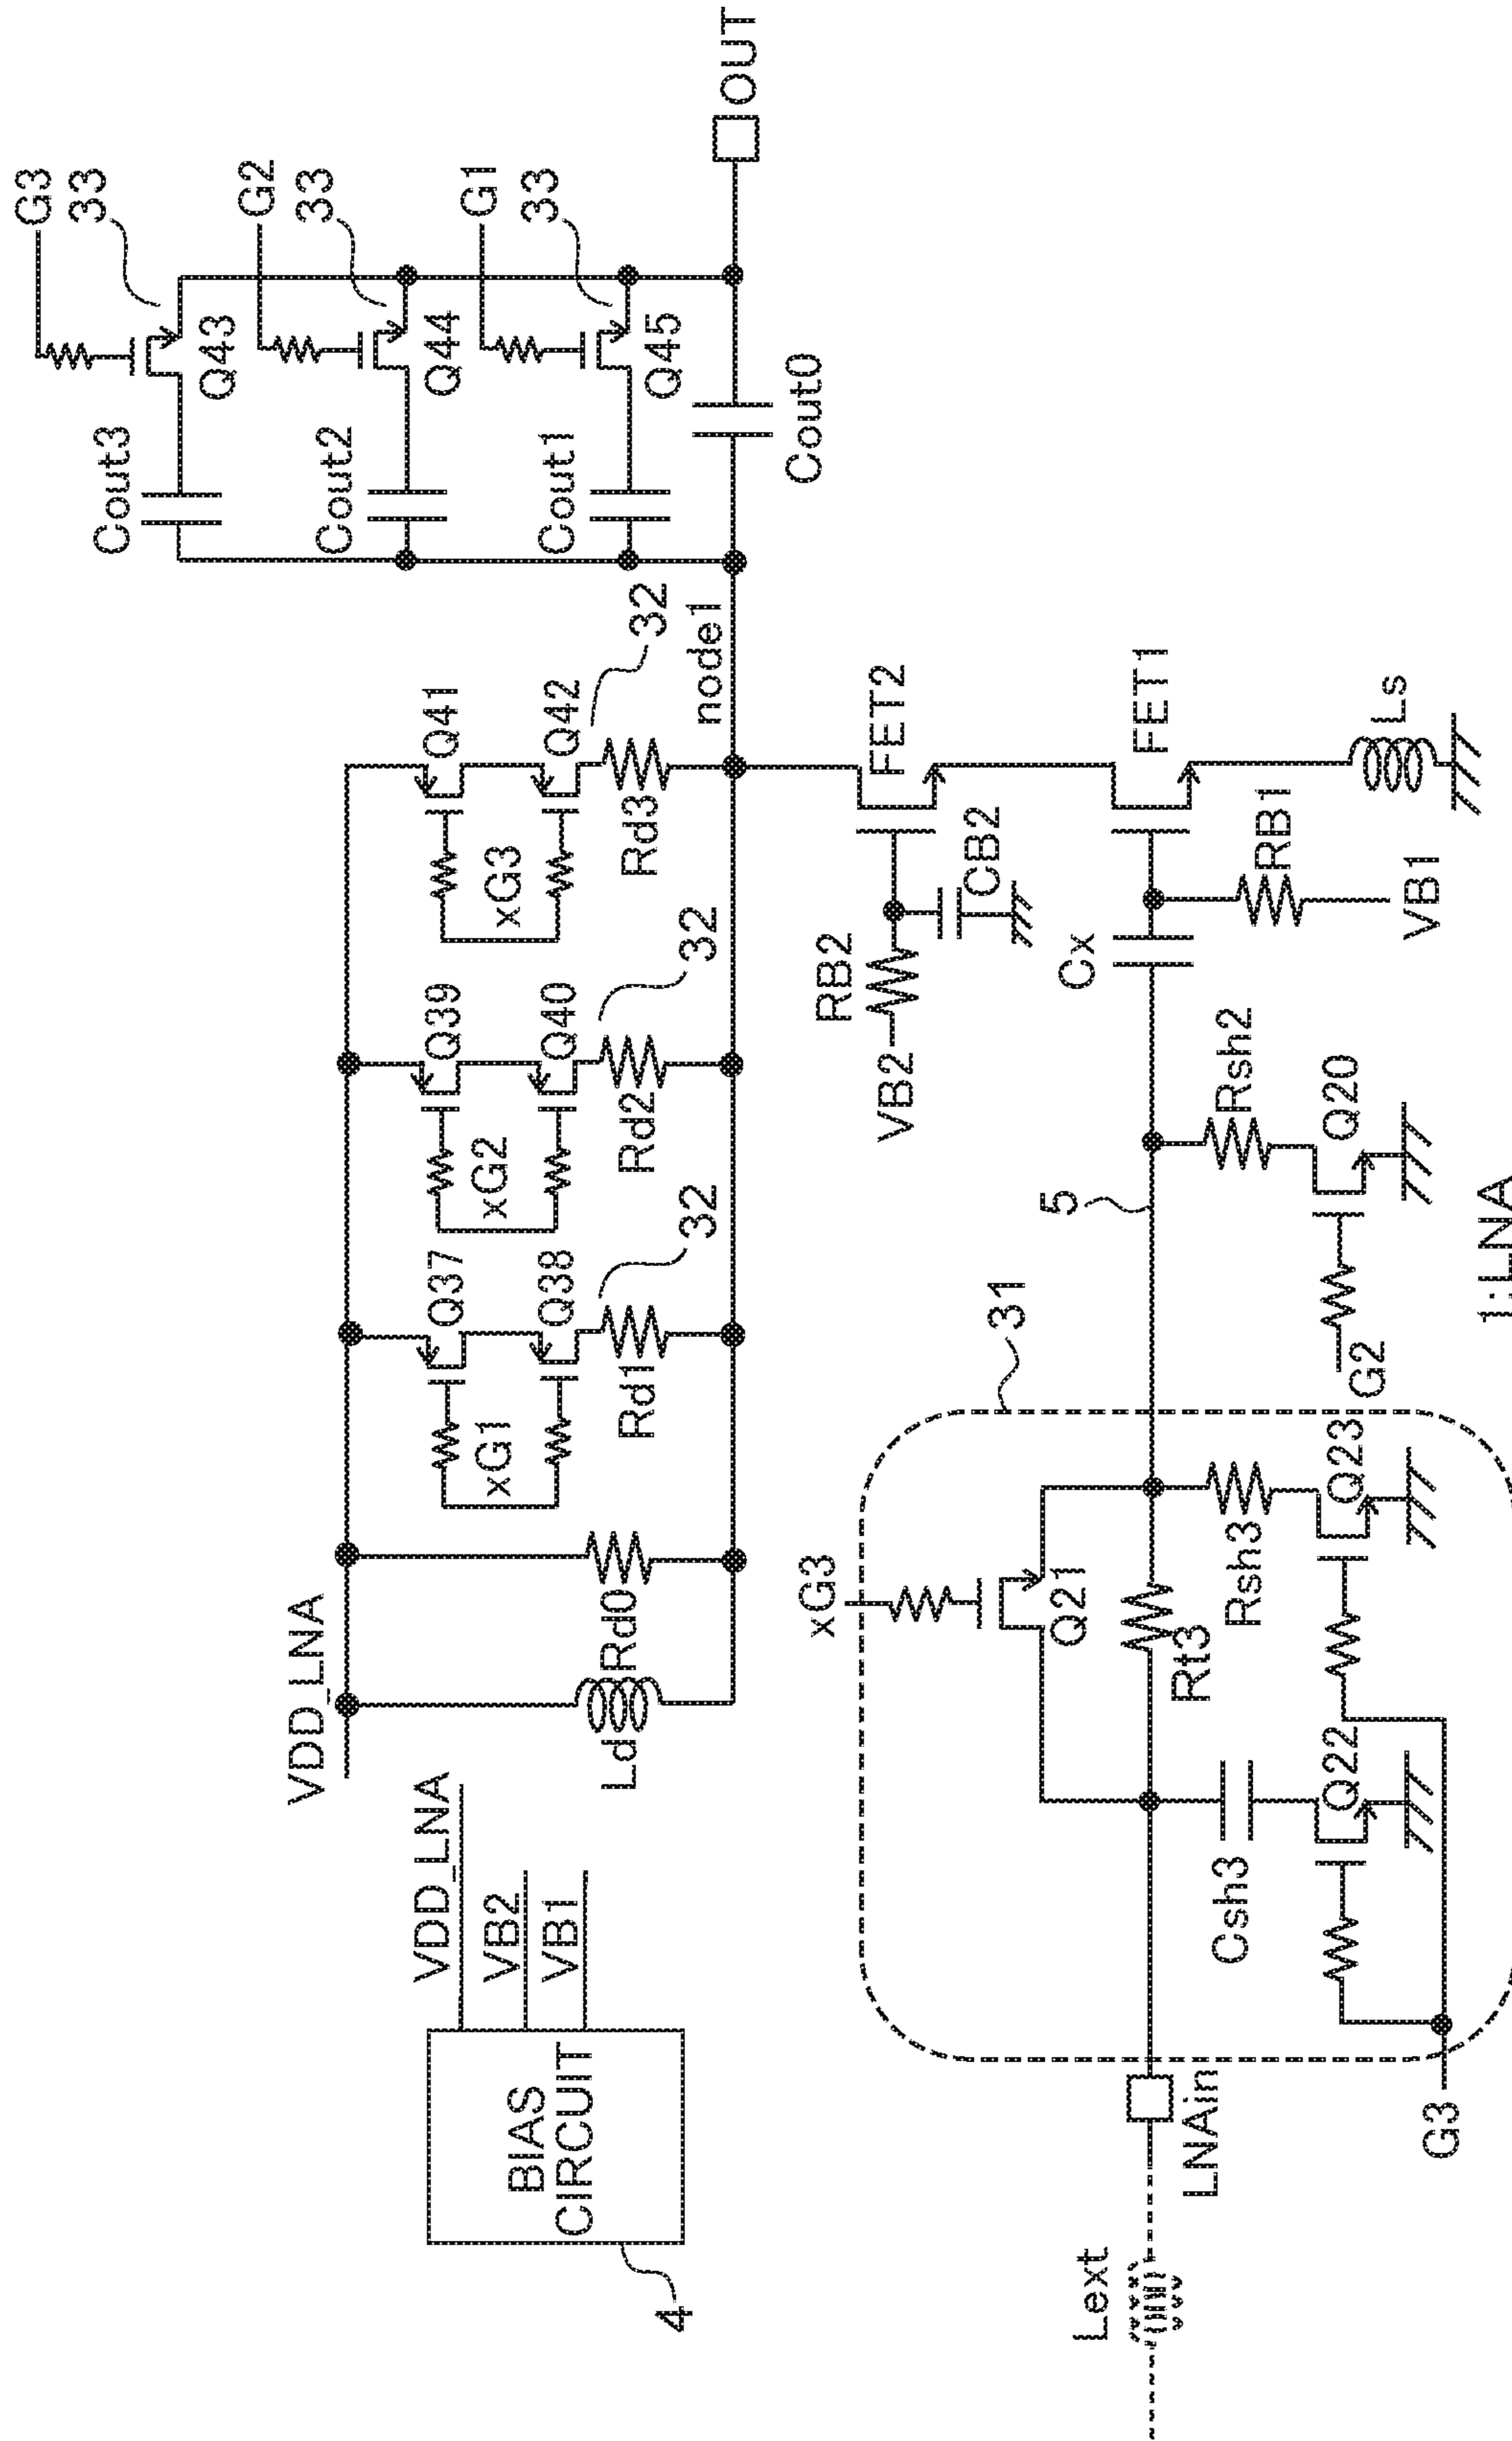 BIAS
CIRCUIT
4
VDD_LNA
VB2
VB1
VDD_LNA
Ld
Rd0
xG1
Q37
Q38
Rd1
32
xG2
Q39
Q40
Rd2
32
xG3
Q41
Q42
Rd3
32
node1
Cout3
Q43
G3
33
Cout2
Q44
G2
33
Cout1
Q45
G1
33
Cout0
OUT
VB2
RB2
CB2
FET2
FET1
Ls
Cx
RB1
VB1
5
Rsh2
Q20
G2
31
xG3
Q21
Rt3
Csh3
Q22
Rsh3
Q23
G3
LNAin
Lext
1:LNA